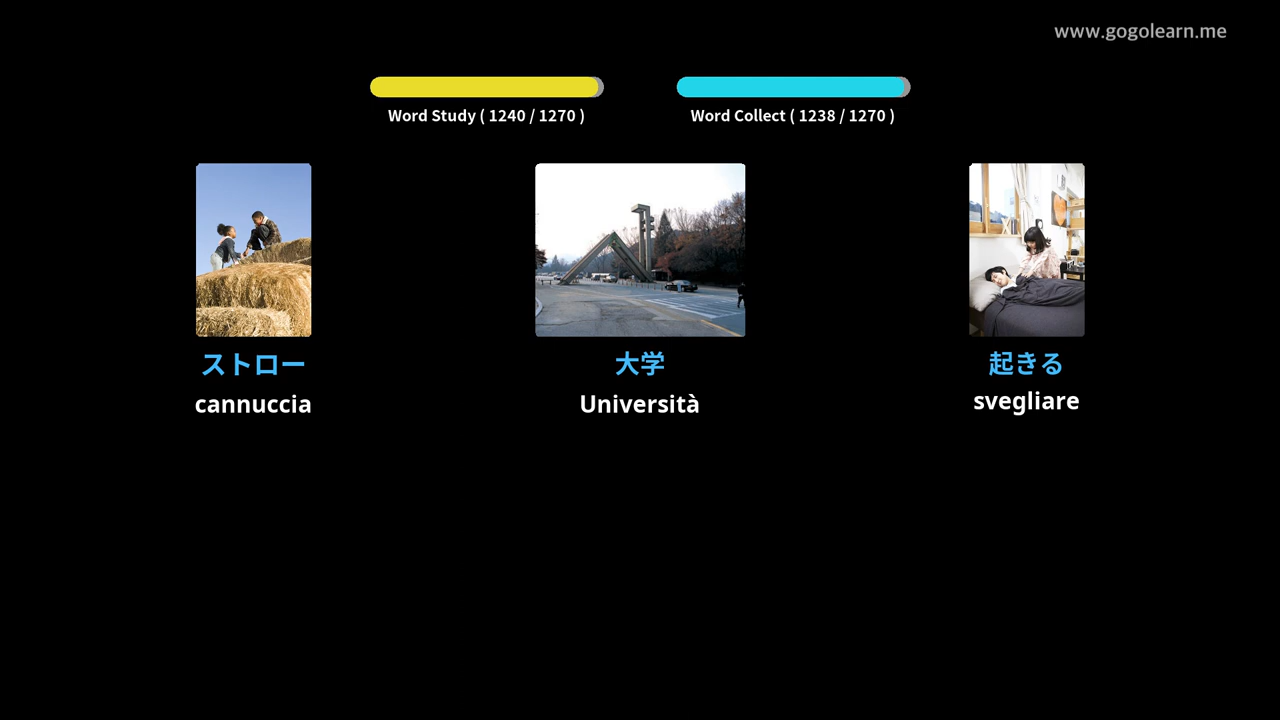 www.gogolearn.me
Word Study ( 1240 / 1270 )
Word Collect ( 1238 / 1270 )
ストロー
cannuccia
大学
Università
起きる
svegliare